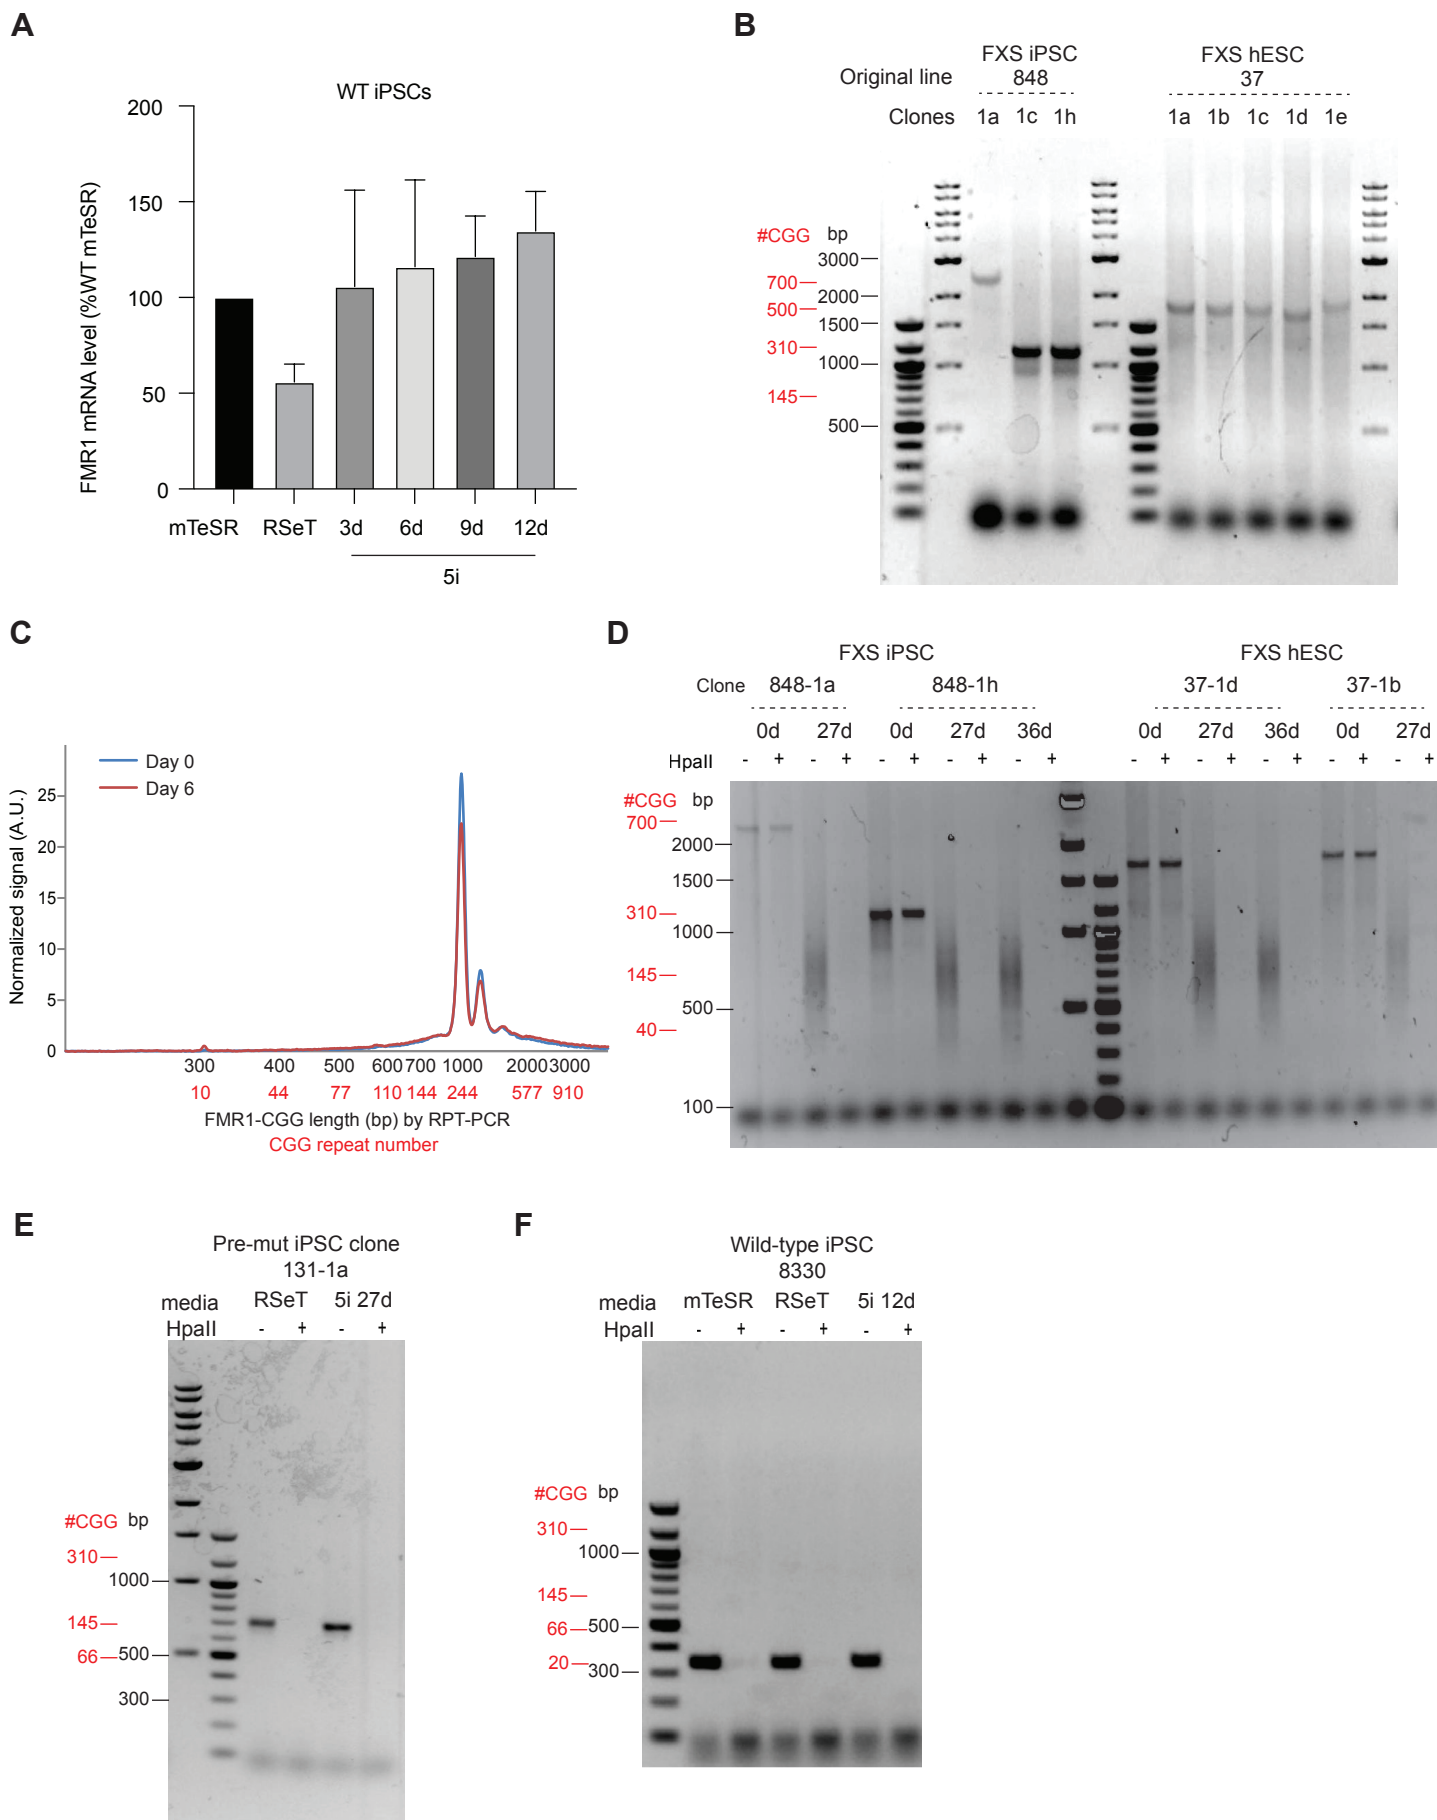 A
WT iPSCs
FMR1 mRNA level (%WT mTeSR)
200
150
100
50
0
mTeSR RSeT 3d 6d 9d 12d
5i
B
FXS iPSC FXS hESC
Original line 848 37
Clones 1a 1c 1h 1a 1b 1c 1d 1e
#CGG bp
3000
700
2000
500
1500
310
1000
145
500
C
Day 0
Day 6
Normalized signal (A.U.)
25
20
15
10
5
0
300 400 500 600 700 1000 2000 3000
10 44 77 110 144 244 577 910
FMR1-CGG length (bp) by RPT-PCR
CGG repeat number
D
FXS iPSC FXS hESC
Clone 848-1a 848-1h 37-1d 37-1b
0d 27d 0d 27d 36d 0d 27d 36d 0d 27d
HpaII - + - + - + - + - + - + - + - + - + - +
#CGG bp
700
2000
1500
310
1000
145
500
40
100
E
Pre-mut iPSC clone
131-1a
media RSeT 5i 27d
HpaII - + - +
#CGG bp
310
1000
145
66 500
300
F
Wild-type iPSC
8330
media mTeSR RSeT 5i 12d
HpaII - + - + - +
#CGG bp
310
1000
145
66 500
20 300